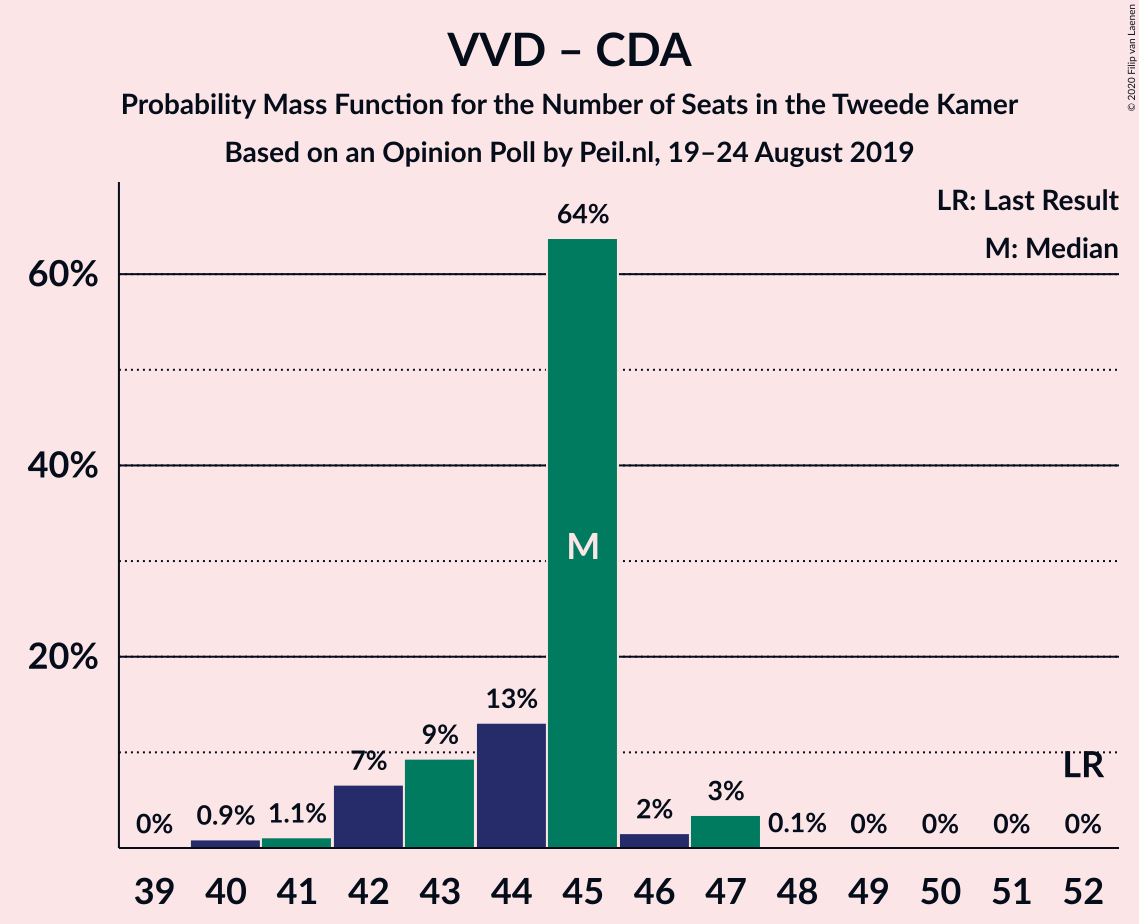 VVD – CDA
Probability Mass Function for the Number of Seats in the Tweede Kamer
Based on an Opinion Poll by Peil.nl, 19–24 August 2019
© 2020 Filip van Laenen
LR: Last Result
M: Median
60%
40%
20%
0%
0.9%
1.1%
7%
9%
13%
64%
M
2%
3%
0.1%
0%
0%
0%
LR
0%
39 40 41 42 43 44 45 46 47 48 49 50 51 52